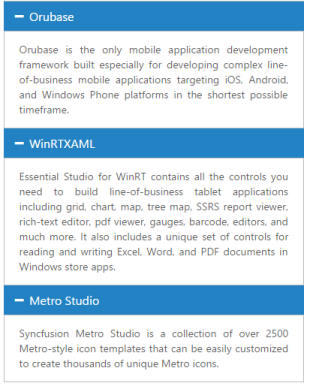 Orubase
Orubase is the only mobile application development
framework built especially for developing complex line-
of-business mobile applications targeting iOS, Android,
and Windows Phone platforms in the shortest possible
timeframe.
WinRTXAML
Essential Studio for WinRT contains all the controls you
need to build line-of-business tablet applications
including grid, chart, map, tree map, SSRS report viewer,
rich-text editor, pdf viewer, gauges, barcode, editors, and
much more. It also includes a unique set of controls for
reading and writing Excel, Word, and PDF documents in
Windows store apps.
Metro Studio
Syncfusion Metro Studio is a collection of over 2500
Metro-style icon templates that can be easily customized
to create thousands of unique Metro icons.